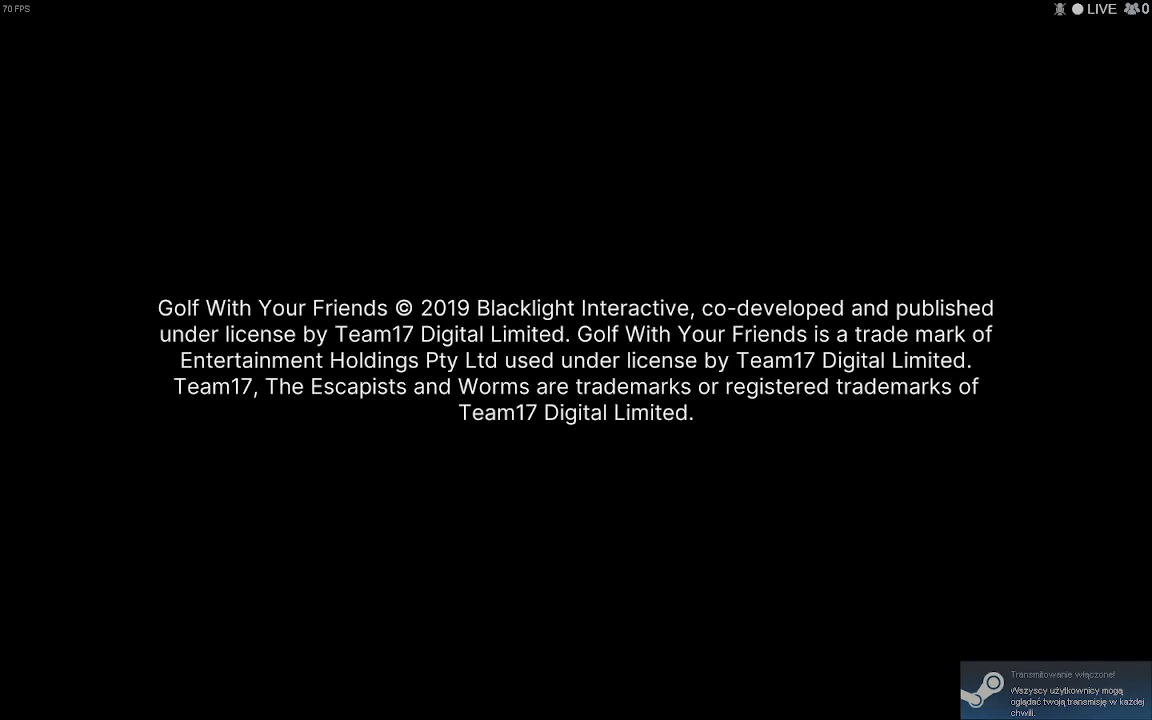 70 FPS
LIVE 0
Golf With Your Friends © 2019 Blacklight Interactive, co-developed and published
under license by Team17 Digital Limited. Golf With Your Friends is a trade mark of
Entertainment Holdings Pty Ltd used under license by Team17 Digital Limited.
Team17, The Escapists and Worms are trademarks or registered trademarks of
Team17 Digital Limited.
Transmitowanie włączone!
Wszyscy użytkownicy mogą
oglądać twoją transmisję w każdej
chwili.